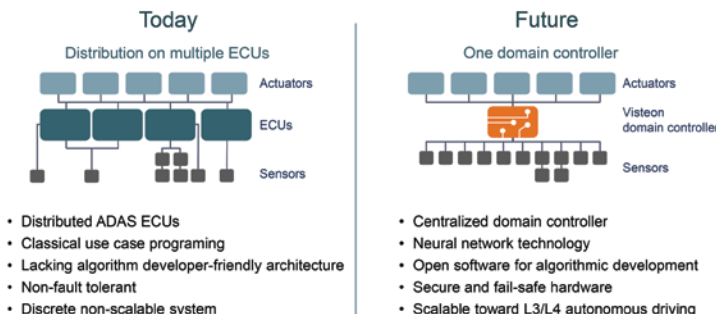 Today
Distribution on multiple ECUs
Actuators
ECUs
Sensors
• Distributed ADAS ECUs
• Classical use case programing
• Lacking algorithm developer-friendly architecture
• Non-fault tolerant
• Discrete non-scalable system
Future
One domain controller
Actuators
Visteon
domain controller
Sensors
• Centralized domain controller
• Neural network technology
• Open software for algorithmic development
• Secure and fail-safe hardware
• Scalable toward L3/L4 autonomous driving